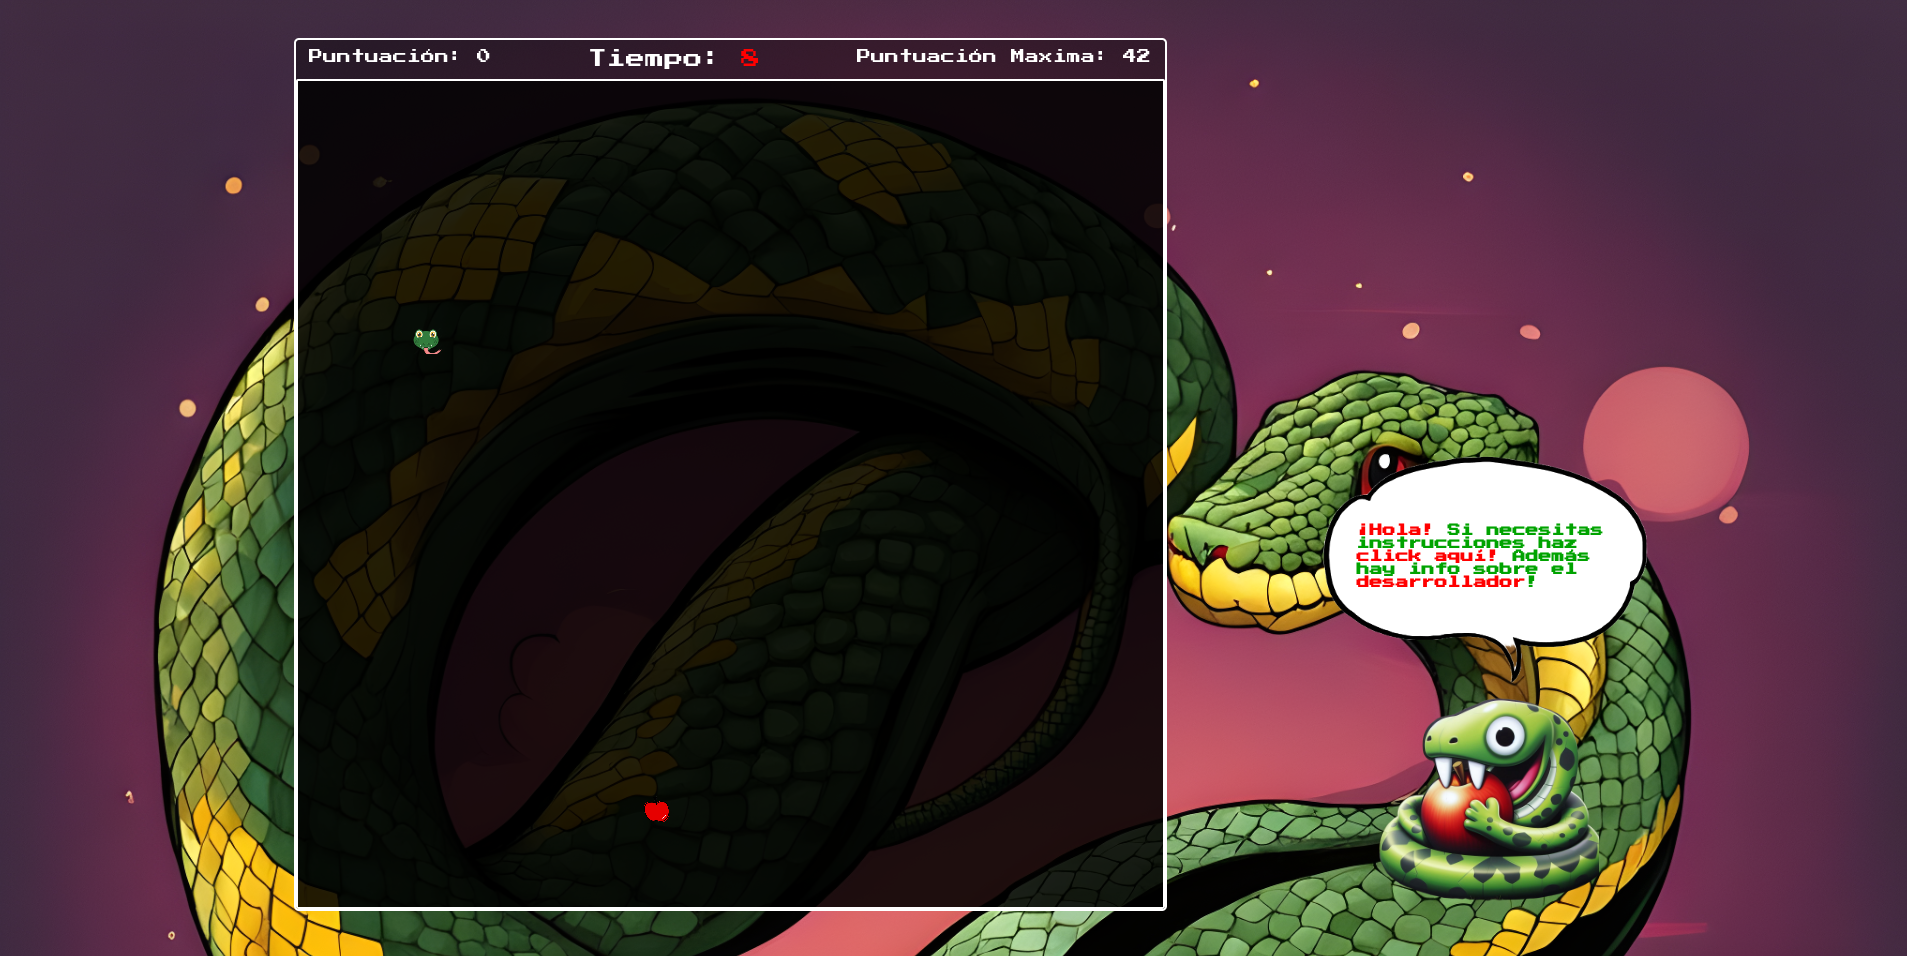 Puntuación: 0
Tiempo: 8
Puntuación Maxima: 42
¡Hola! Si necesitas
instrucciones haz
click aquí! Además
hay info sobre el
desarrollador!